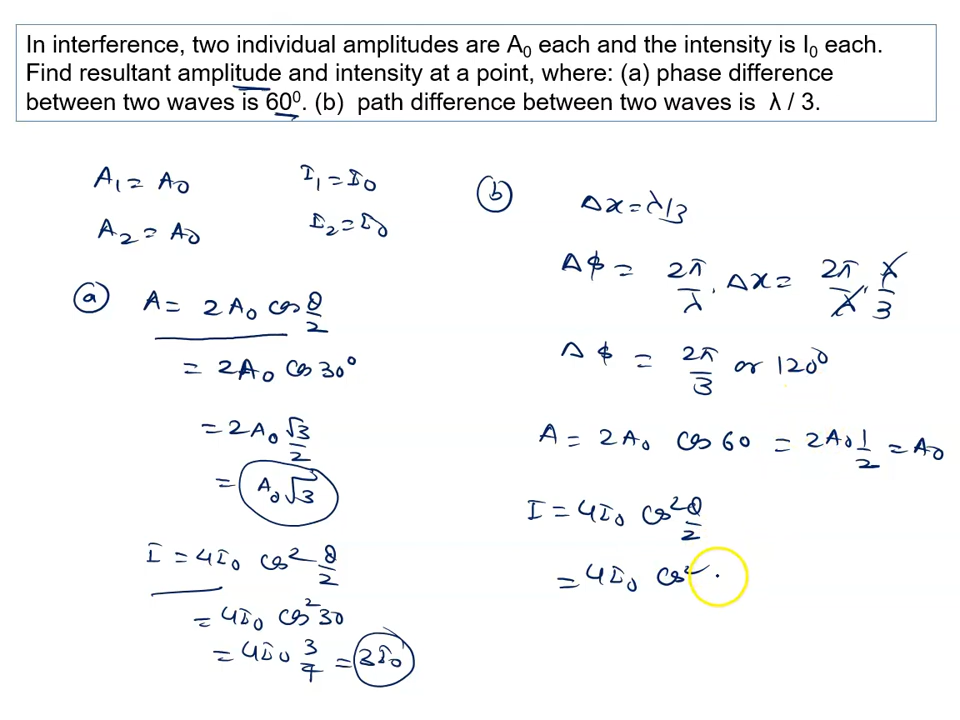 In interference, two individual amplitudes are A₀ each and the intensity is I₀ each.
Find resultant amplitude and intensity at a point, where: (a) phase difference
between two waves is 60⁰. (b) path difference between two waves is λ / 3.
A₁ = A₀
I₁ = I₀
A₂ = A₀
I₂ = I₀
(a) A = 2A₀ cos θ/2
= 2A₀ cos 30°
= 2A₀ √3/2
= A₀√3
I = 4I₀ cos² θ/2
= 4I₀ cos² 30
= 4I₀ 3/4 = 3I₀
(b) Δx = λ/3
Δϕ = 2π/λ . Δx = 2π/λ . λ/3
Δϕ = 2π/3 or 120⁰
A = 2A₀ cos 60 = 2A₀ 1/2 = A₀
I = 4I₀ cos² θ/2
= 4I₀ cos²